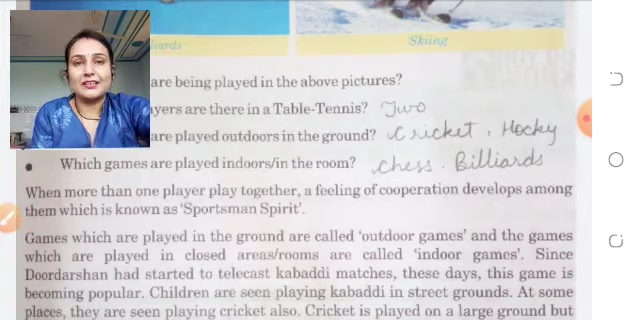 iards
Skiing
are being played in the above pictures?
yers are there in a Table-Tennis? Two
are played outdoors in the ground? Cricket, Hocky
• Which games are played indoors/in the room? chess. Billiards
When more than one player play together, a feeling of cooperation develops among
them which is known as 'Sportsman Spirit'.
Games which are played in the ground are called 'outdoor games' and the games
which are played in closed areas/rooms are called 'indoor games'. Since
Doordarshan had started to telecast kabaddi matches, these days, this game is
becoming popular. Children are seen playing kabaddi in street grounds. At some
places, they are seen playing cricket also. Cricket is played on a large ground but